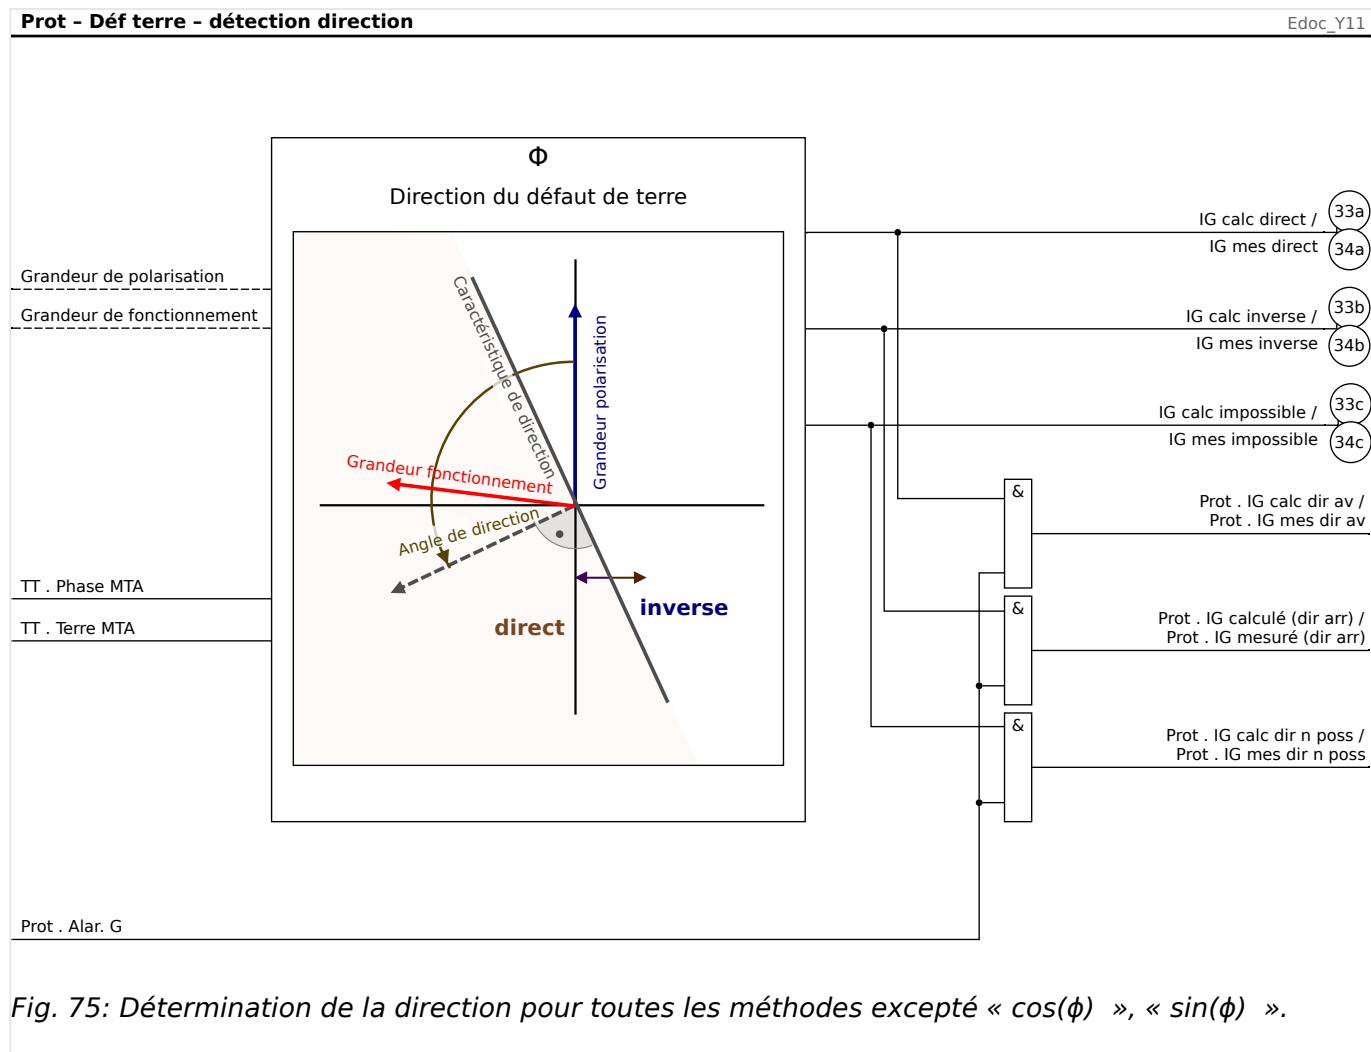 Prot – Déf terre – détection direction
Edoc_Y11
Φ
Direction du défaut de terre
Grandeur de polarisation
Grandeur de fonctionnement
TT . Phase MTA
TT . Terre MTA
Prot . Alar. G
Caractéristique de direction
Grandeur polarisation
Grandeur fonctionnement
Angle de direction
direct
inverse
IG calc direct /
IG mes direct
33a
34a
IG calc inverse /
IG mes inverse
33b
34b
IG calc impossible /
IG mes impossible
33c
34c
&
Prot . IG calc dir av /
Prot . IG mes dir av
&
Prot . IG calculé (dir arr) /
Prot . IG mesuré (dir arr)
&
Prot . IG calc dir n poss /
Prot . IG mes dir n poss
Fig. 75: Détermination de la direction pour toutes les méthodes excepté « cos(ϕ) », « sin(ϕ) ».